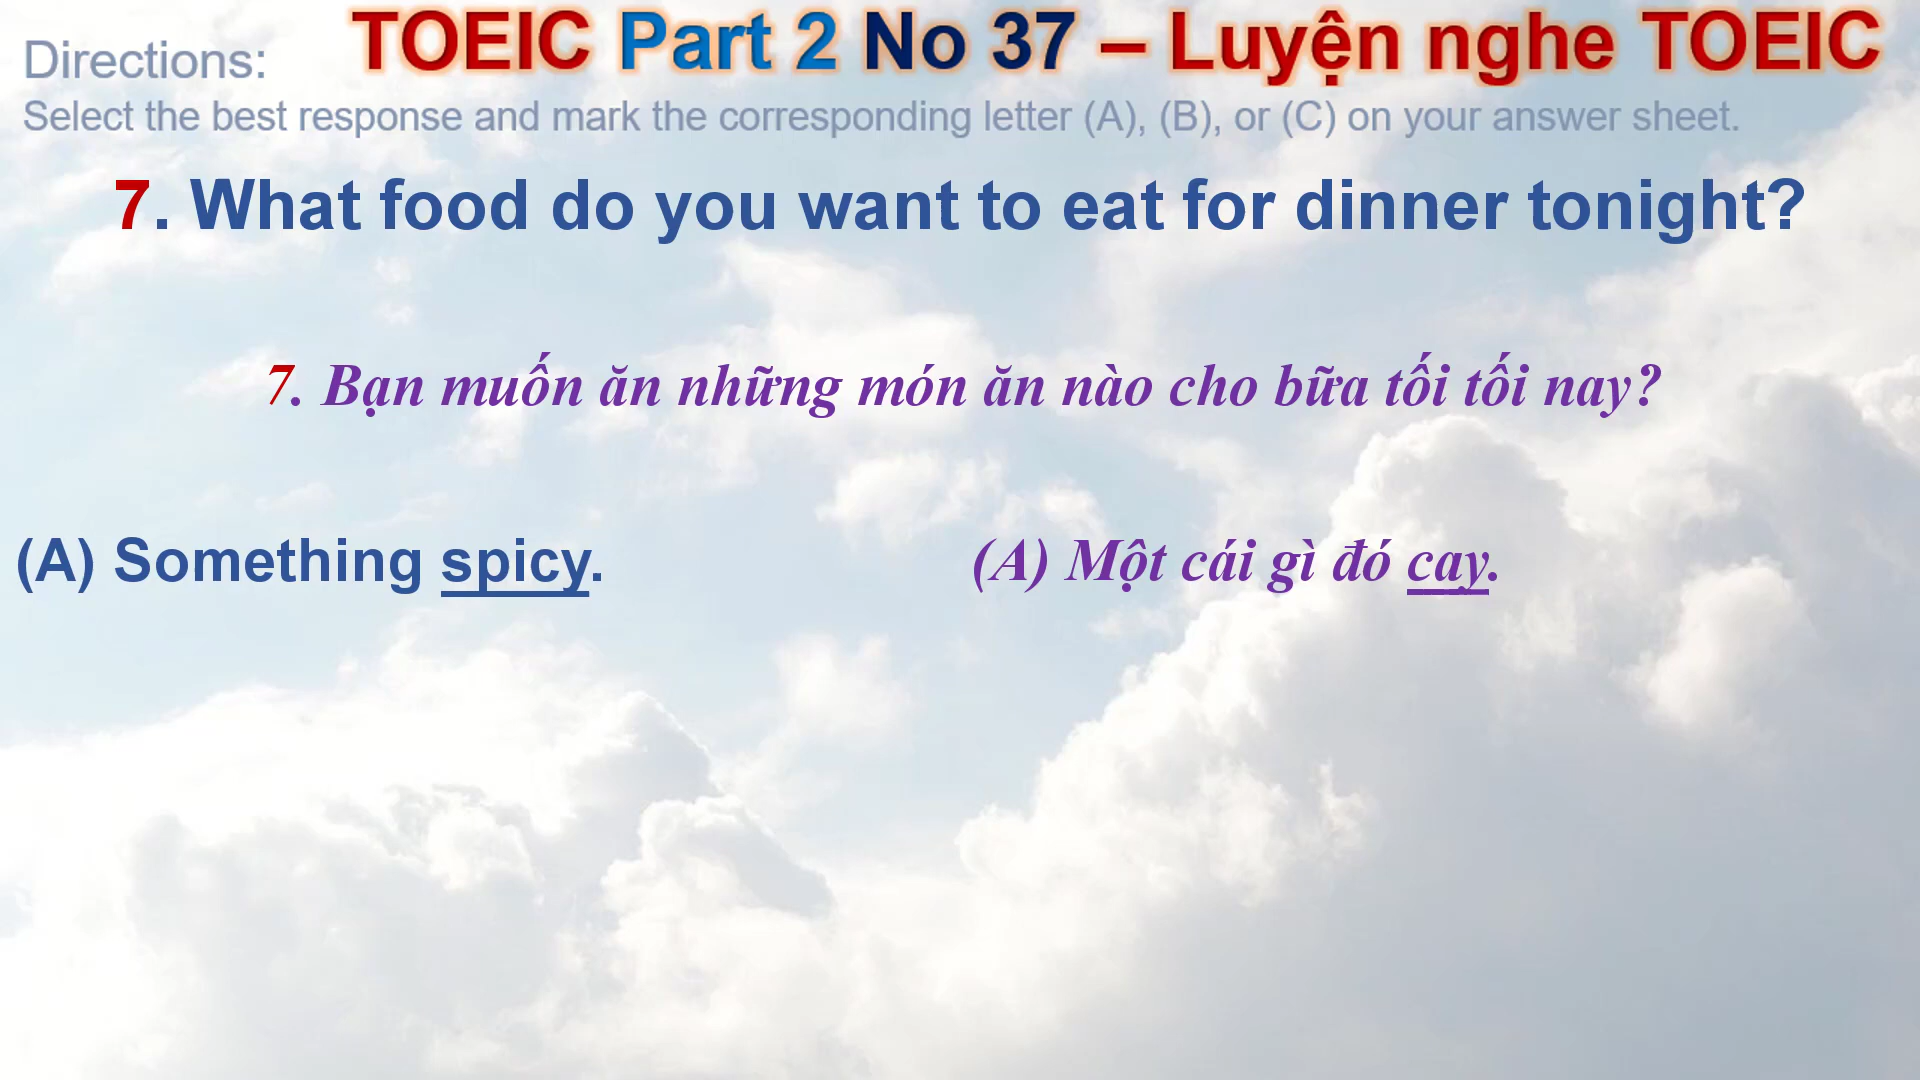 TOEIC Part 2 No 37 – Luyện nghe TOEIC
Directions:
Select the best response and mark the corresponding letter (A), (B), or (C) on your answer sheet.
7. What food do you want to eat for dinner tonight?
7. Bạn muốn ăn những món ăn nào cho bữa tối tối nay?
(A) Something spicy.
(A) Một cái gì đó cay.